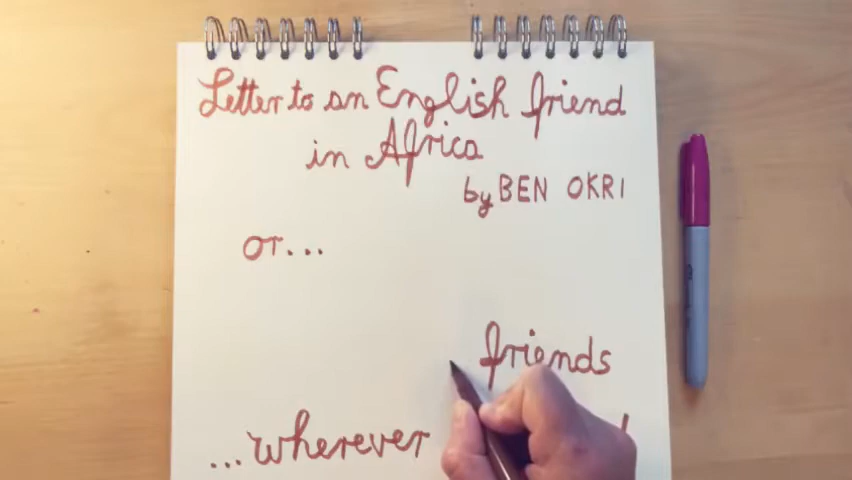 Letter to an English friend
in Africa
by BEN OKRI
or...
friends
...wherever